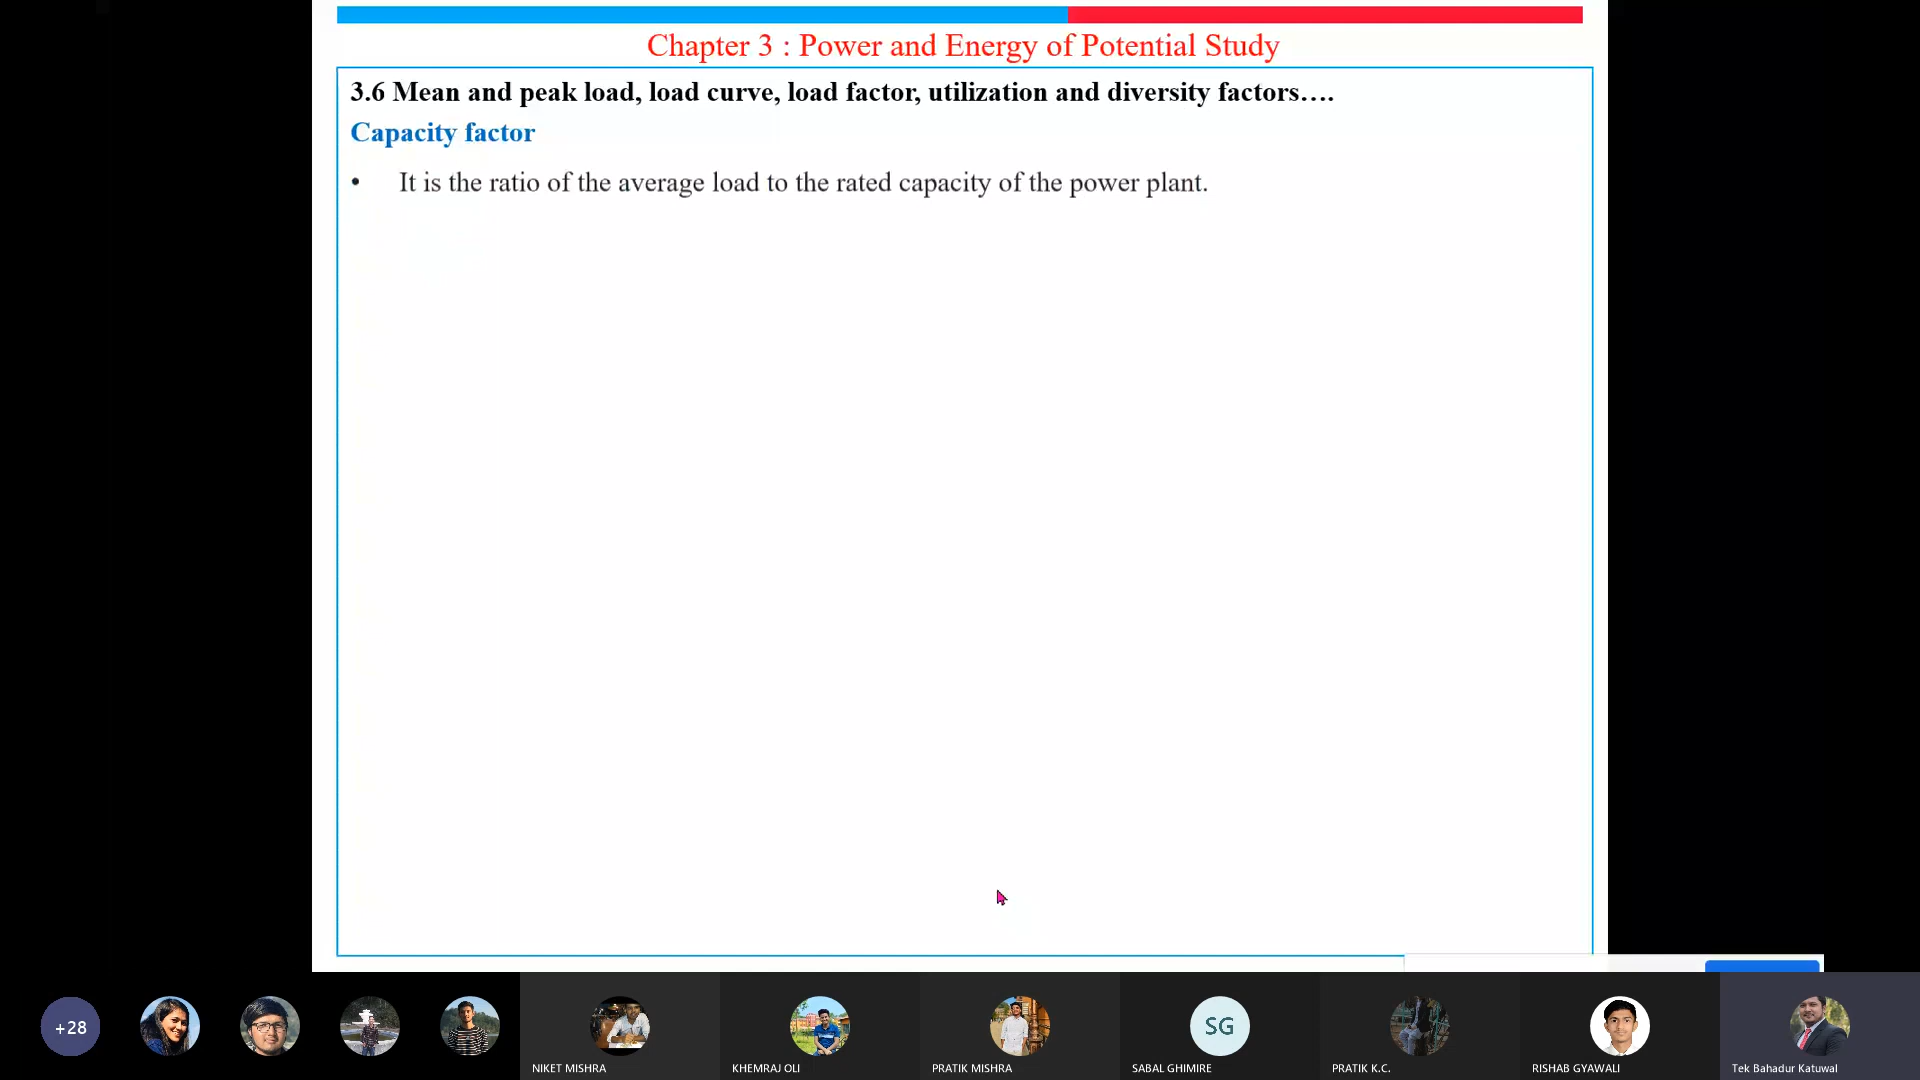 Chapter 3 : Power and Energy of Potential Study
3.6 Mean and peak load, load curve, load factor, utilization and diversity factors….
Capacity factor
• It is the ratio of the average load to the rated capacity of the power plant.
+28
SG
NIKET MISHRA
KHEMRAJ OLI
PRATIK MISHRA
SABAL GHIMIRE
PRATIK K.C.
RISHAB GYAWALI
Tek Bahadur Katuwal